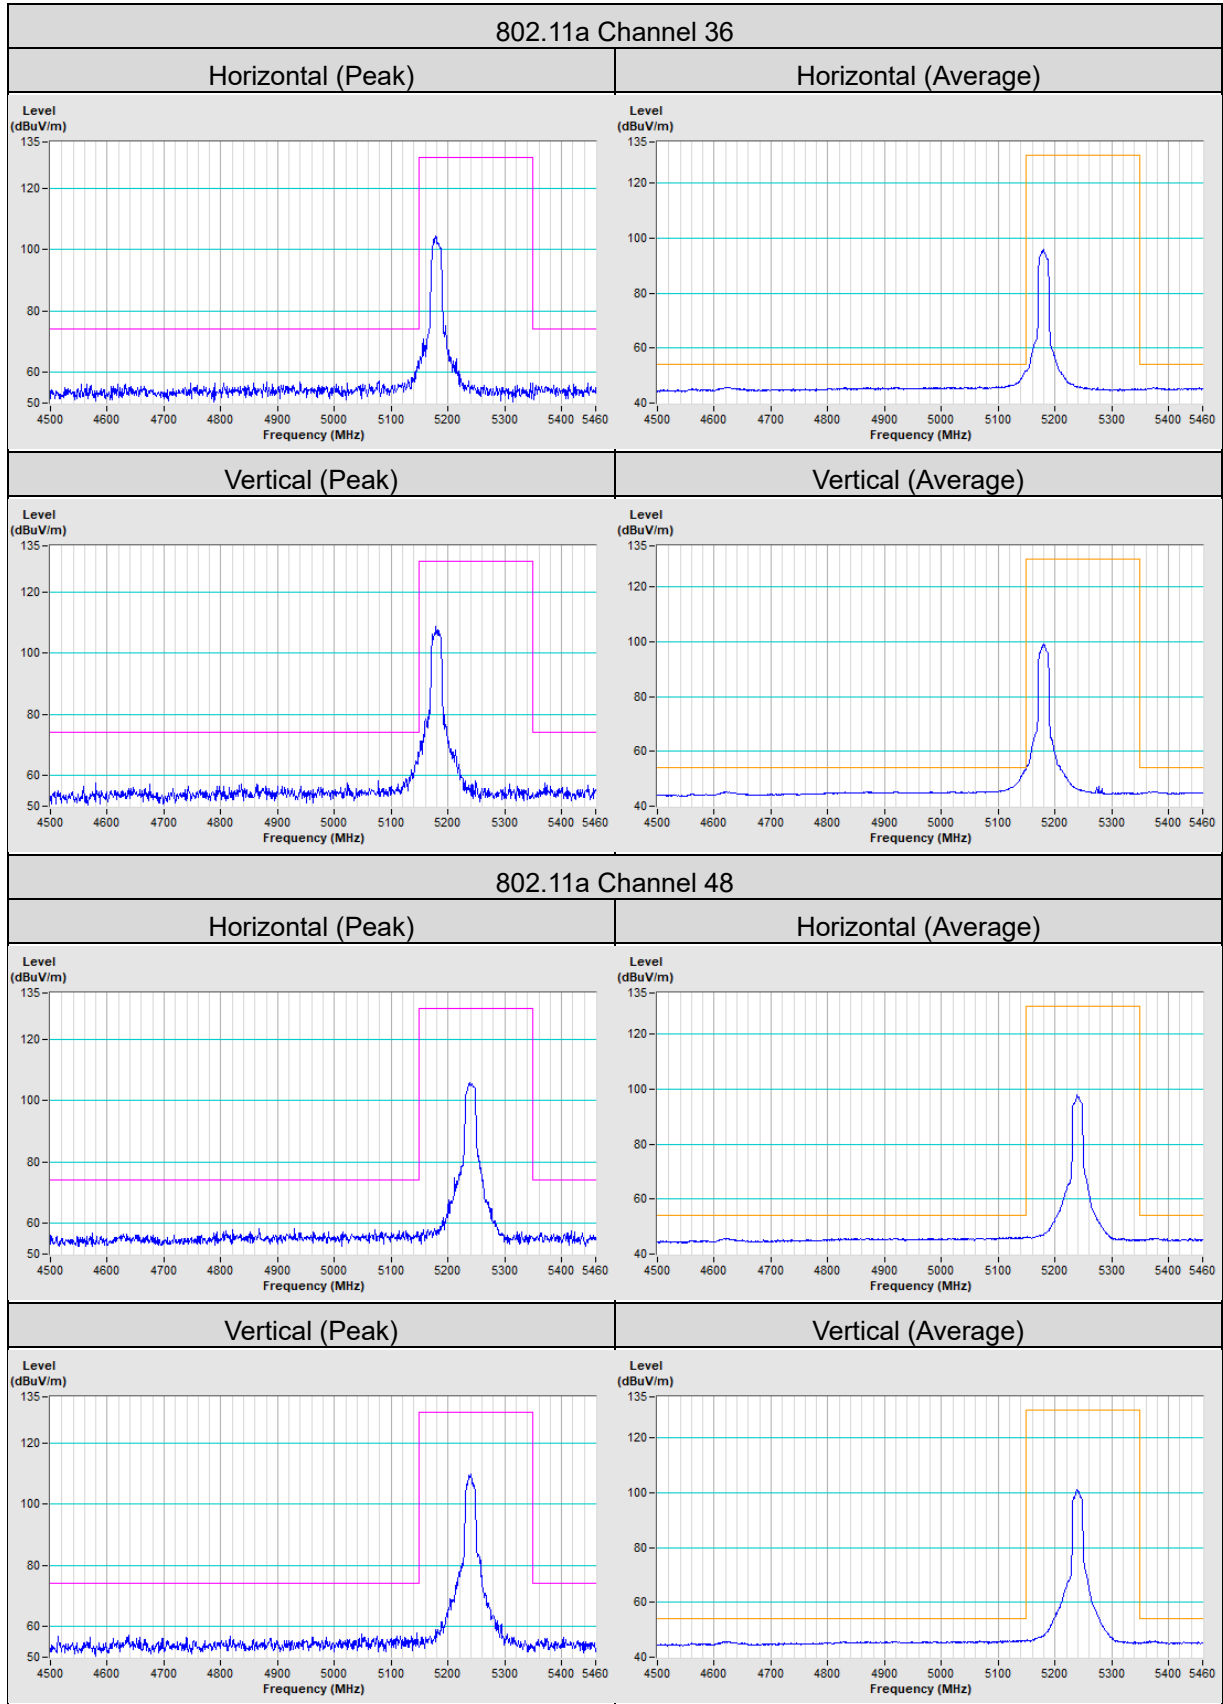 802.11a Channel 36
Horizontal (Peak)
Horizontal (Average)
Level
(dBuV/m)
135
120
100
80
60
50
4500 4600 4700 4800 4900 5000 5100 5200 5300 5400 5460
Frequency (MHz)
Level
(dBuV/m)
135
120
100
80
60
40
4500 4600 4700 4800 4900 5000 5100 5200 5300 5400 5460
Frequency (MHz)
Vertical (Peak)
Vertical (Average)
Level
(dBuV/m)
135
120
100
80
60
50
4500 4600 4700 4800 4900 5000 5100 5200 5300 5400 5460
Frequency (MHz)
Level
(dBuV/m)
135
120
100
80
60
40
4500 4600 4700 4800 4900 5000 5100 5200 5300 5400 5460
Frequency (MHz)
802.11a Channel 48
Horizontal (Peak)
Horizontal (Average)
Level
(dBuV/m)
135
120
100
80
60
50
4500 4600 4700 4800 4900 5000 5100 5200 5300 5400 5460
Frequency (MHz)
Level
(dBuV/m)
135
120
100
80
60
40
4500 4600 4700 4800 4900 5000 5100 5200 5300 5400 5460
Frequency (MHz)
Vertical (Peak)
Vertical (Average)
Level
(dBuV/m)
135
120
100
80
60
50
4500 4600 4700 4800 4900 5000 5100 5200 5300 5400 5460
Frequency (MHz)
Level
(dBuV/m)
135
120
100
80
60
40
4500 4600 4700 4800 4900 5000 5100 5200 5300 5400 5460
Frequency (MHz)